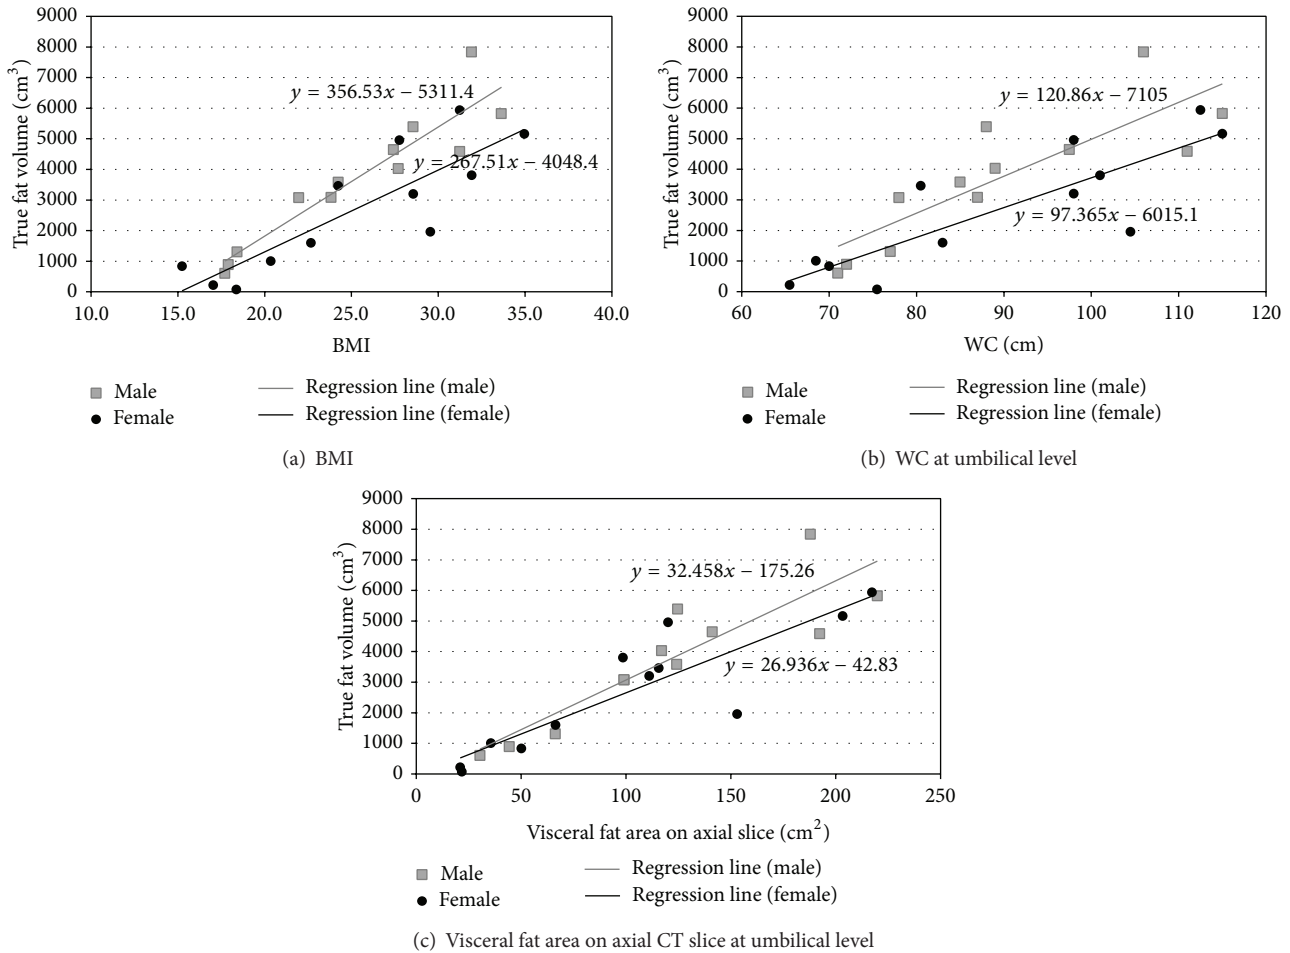 9000
8000
7000
6000
5000
4000
3000
2000
1000
0
True fat volume (cm³)
y = 356.53x − 5311.4
y = 267.51x − 4048.4
10.0 15.0 20.0 25.0 30.0 35.0 40.0
BMI
Male
Female
Regression line (male)
Regression line (female)
(a) BMI
9000
8000
7000
6000
5000
4000
3000
2000
1000
0
True fat volume (cm³)
y = 120.86x − 7105
y = 97.365x − 6015.1
60 70 80 90 100 110 120
WC (cm)
Male
Female
Regression line (male)
Regression line (female)
(b) WC at umbilical level
9000
8000
7000
6000
5000
4000
3000
2000
1000
0
True fat volume (cm³)
y = 32.458x − 175.26
y = 26.936x − 42.83
0 50 100 150 200 250
Visceral fat area on axial slice (cm²)
Male
Female
Regression line (male)
Regression line (female)
(c) Visceral fat area on axial CT slice at umbilical level